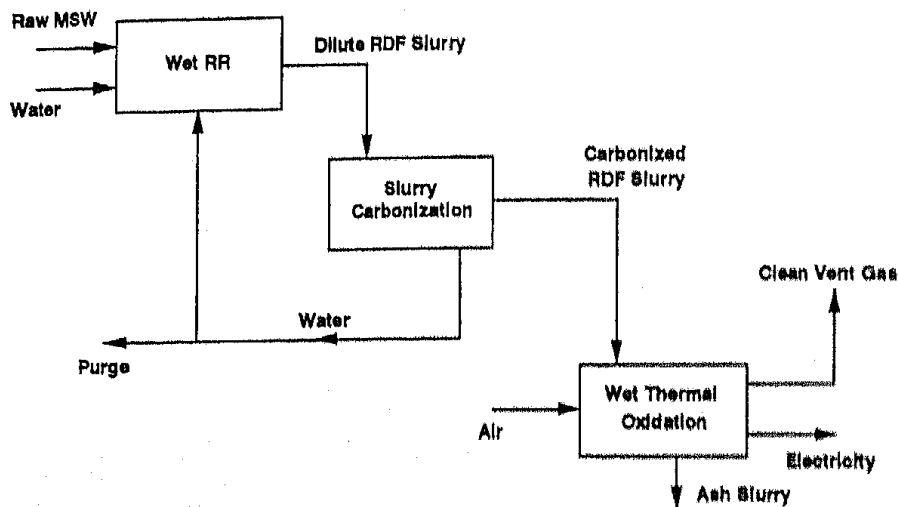 Raw MSW
Water
Wet RR
Dilute RDF Slurry
Slurry
Carbonization
Carbonized
RDF Slurry
Water
Purge
Clean Vent Gas
Wet Thermal
Oxidation
Air
Electricity
Ash Slurry